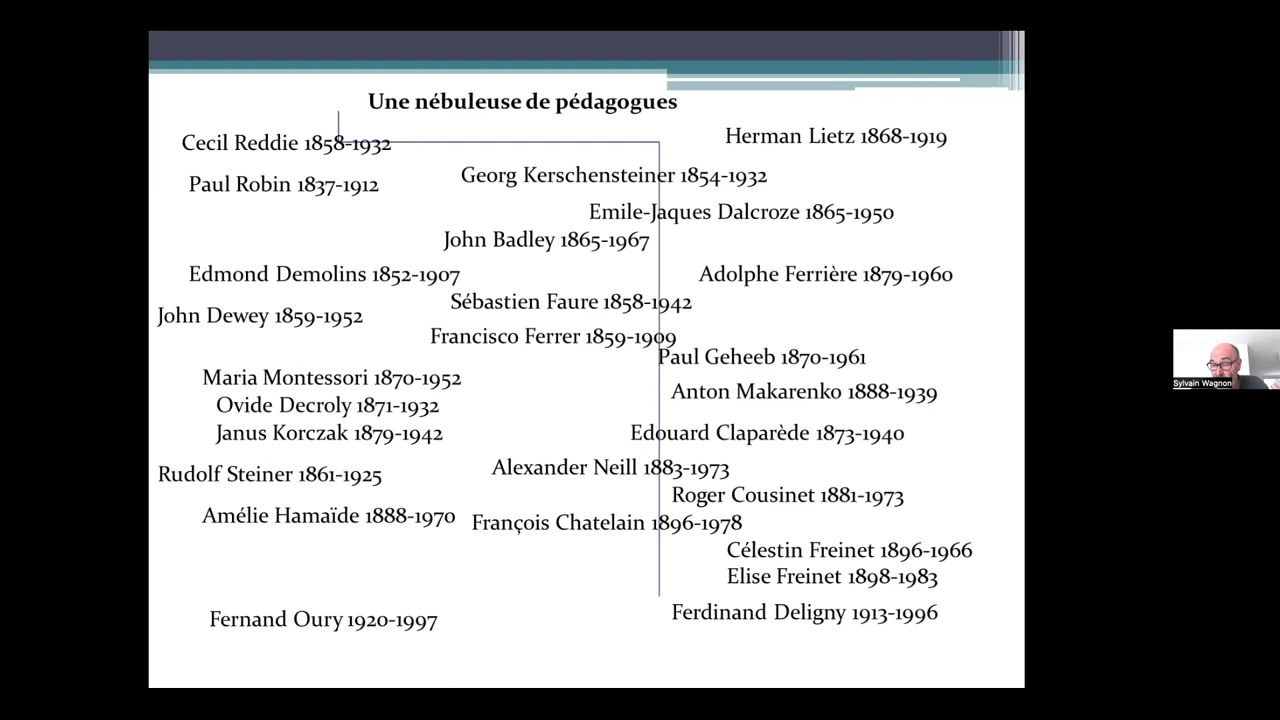 Une nébuleuse de pédagogues
Herman Lietz 1868-1919
Cecil Reddie 1858-1932
Georg Kerschensteiner 1854-1932
Paul Robin 1837-1912
Emile-Jaques Dalcroze 1865-1950
John Badley 1865-1967
Edmond Demolins 1852-1907
Adolphe Ferrière 1879-1960
Sébastien Faure 1858-1942
John Dewey 1859-1952
Francisco Ferrer 1859-1909
Paul Geheeb 1870-1961
Maria Montessori 1870-1952
Anton Makarenko 1888-1939
Ovide Decroly 1871-1932
Janus Korczak 1879-1942
Edouard Claparède 1873-1940
Alexander Neill 1883-1973
Rudolf Steiner 1861-1925
Roger Cousinet 1881-1973
Amélie Hamaïde 1888-1970
François Chatelain 1896-1978
Célestin Freinet 1896-1966
Elise Freinet 1898-1983
Ferdinand Deligny 1913-1996
Fernand Oury 1920-1997
Sylvain Wagnon